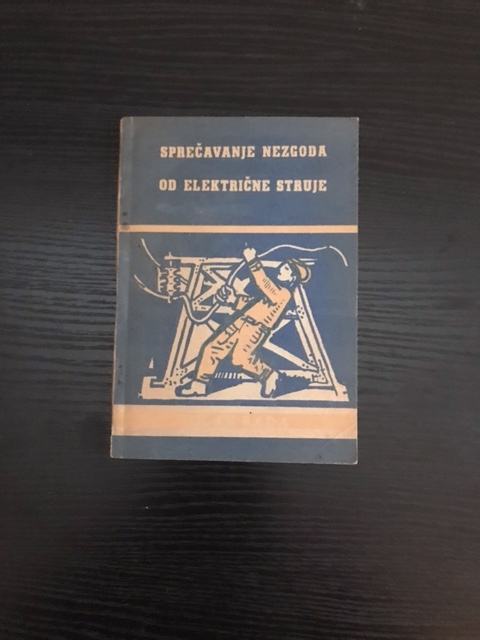 SPREČAVANJE NEZGODA
OD ELEKTRIČNE STRUJE